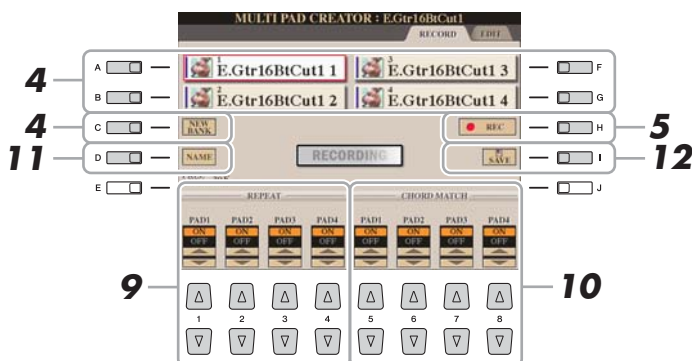 MULTI PAD CREATOR : E.Gtr16BtCut1
RECORD EDIT
4 A 1 E.Gtr16BtCut1 1 3 E.Gtr16BtCut1 3 F
B 2 E.Gtr16BtCut1 2 4 E.Gtr16BtCut1 4 G
4 C NEW BANK REC H 5
11 D NAME RECORDING SAVE I 12
E J
REPEAT CHORD MATCH
PAD1 PAD2 PAD3 PAD4 PAD1 PAD2 PAD3 PAD4
ON ON ON ON ON ON ON ON
OFF OFF OFF OFF OFF OFF OFF OFF
9 10
1 2 3 4 5 6 7 8